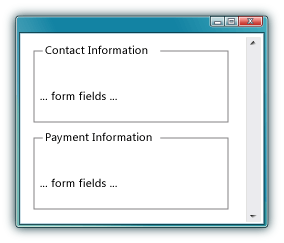 Contact Information
... form fields ...
Payment Information
... form fields ...